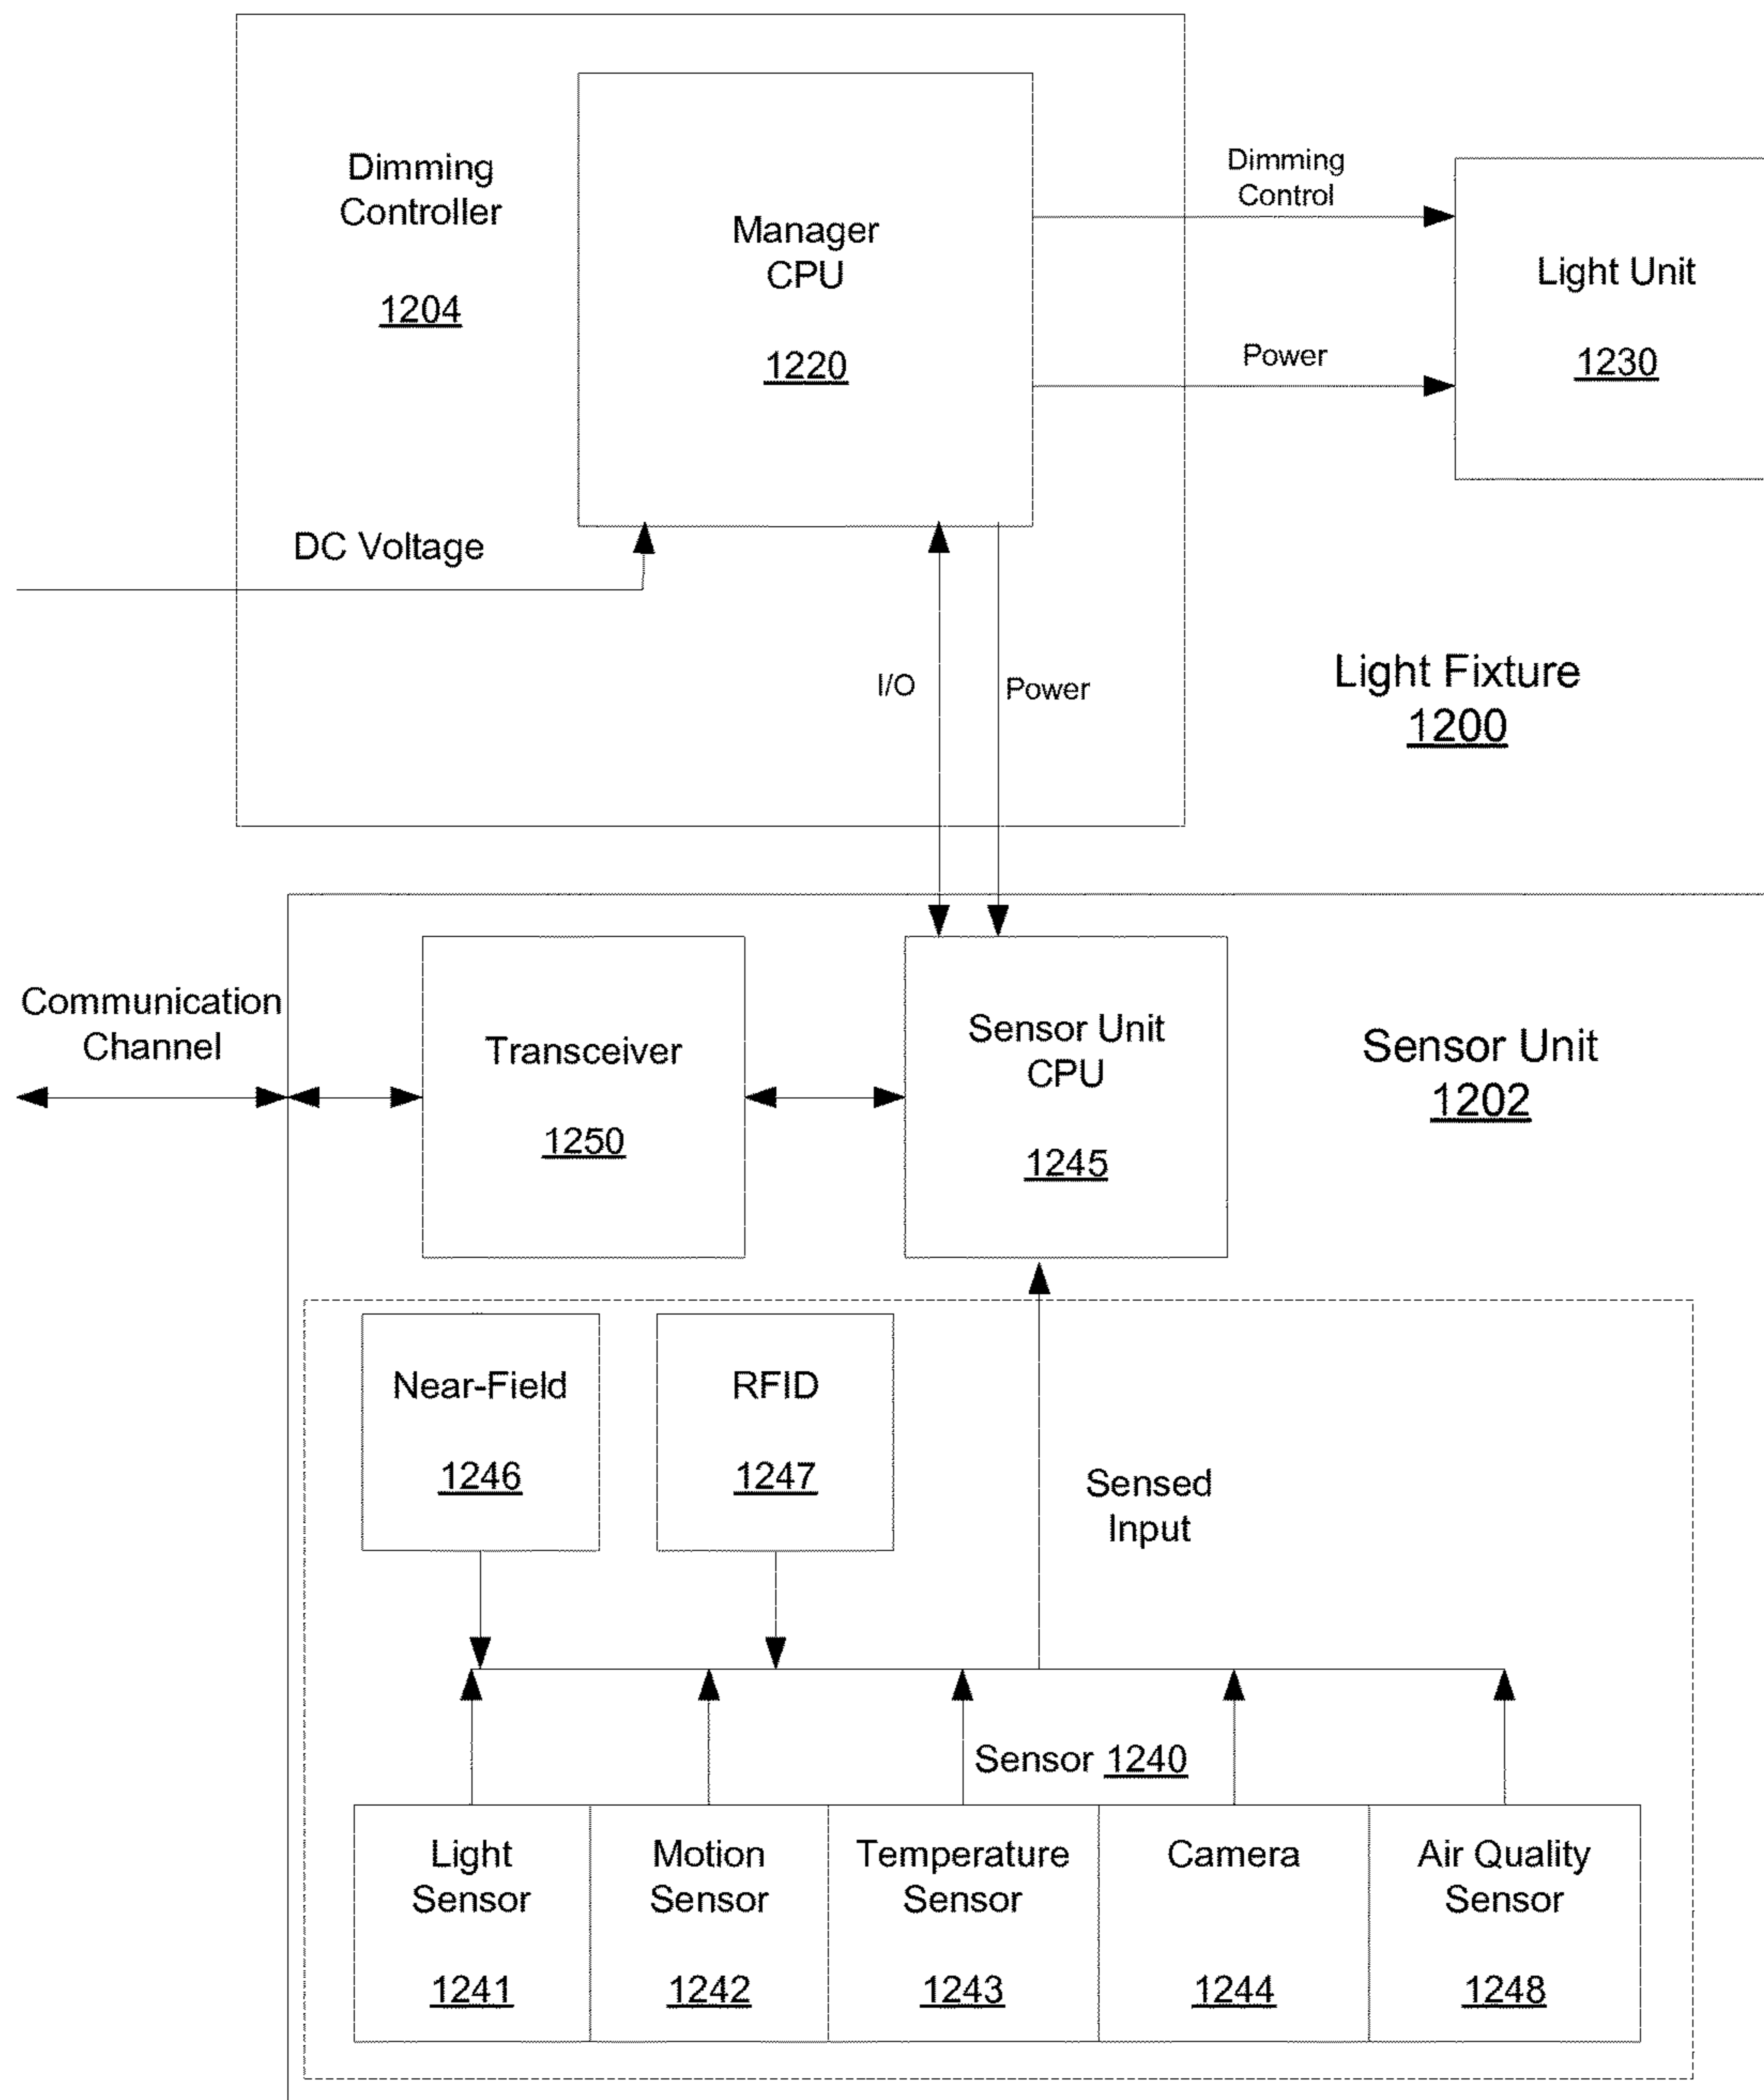 Dimming
Controller
1204
Manager
CPU
1220
Dimming
Control
Power
Light Unit
1230
DC Voltage
I/O
Power
Light Fixture
1200
Communication
Channel
Transceiver
1250
Sensor Unit
CPU
1245
Sensor Unit
1202
Near-Field
1246
RFID
1247
Sensed
Input
Sensor 1240
Light
Sensor
1241
Motion
Sensor
1242
Temperature
Sensor
1243
Camera
1244
Air Quality
Sensor
1248